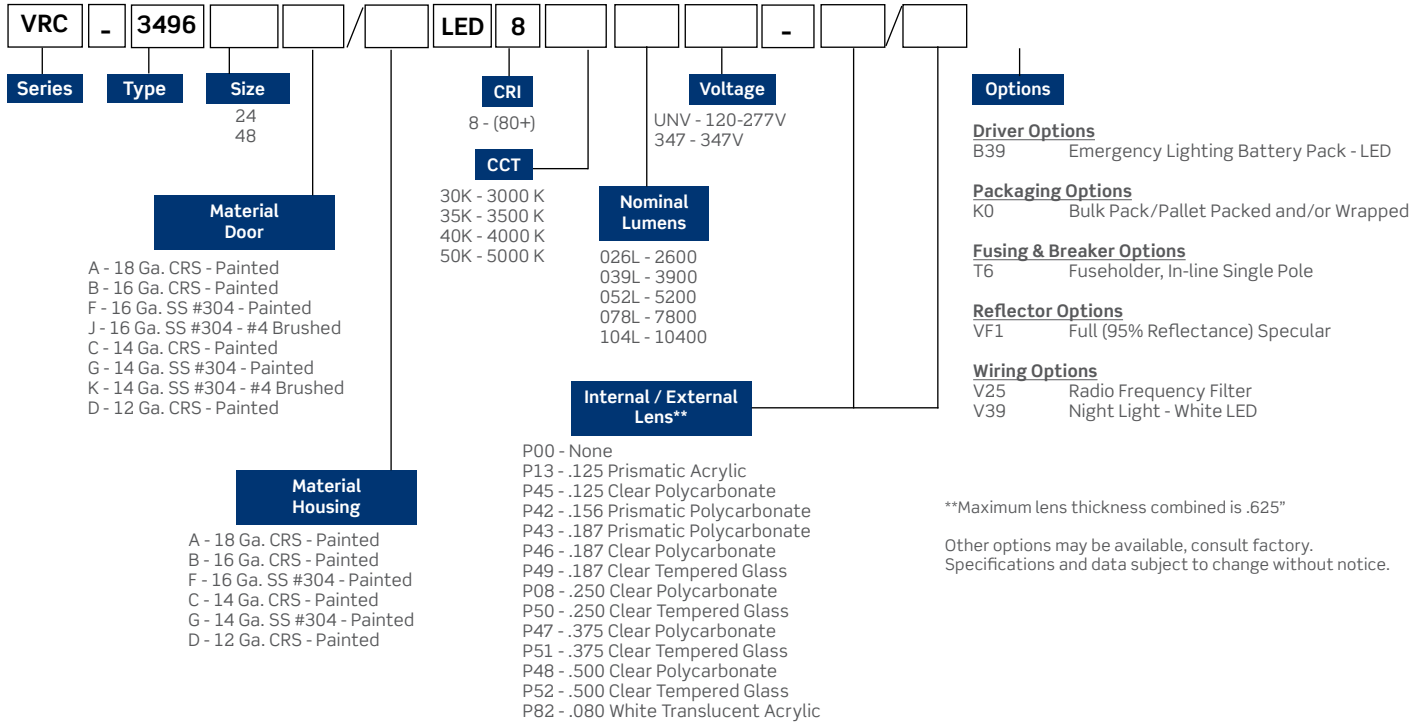 VRC - 3496 / LED 8 - /
Series
Type
Size
24
48
CRI
8 - (80+)
CCT
30K - 3000 K
35K - 3500 K
40K - 4000 K
50K - 5000 K
Voltage
UNV - 120-277V
347 - 347V
Nominal
Lumens
026L - 2600
039L - 3900
052L - 5200
078L - 7800
104L - 10400
Material
Door
A - 18 Ga. CRS - Painted
B - 16 Ga. CRS - Painted
F - 16 Ga. SS #304 - Painted
J - 16 Ga. SS #304 - #4 Brushed
C - 14 Ga. CRS - Painted
G - 14 Ga. SS #304 - Painted
K - 14 Ga. SS #304 - #4 Brushed
D - 12 Ga. CRS - Painted
Material
Housing
A - 18 Ga. CRS - Painted
B - 16 Ga. CRS - Painted
F - 16 Ga. SS #304 - Painted
C - 14 Ga. CRS - Painted
G - 14 Ga. SS #304 - Painted
D - 12 Ga. CRS - Painted
Internal / External
Lens**
P00 - None
P13 - .125 Prismatic Acrylic
P45 - .125 Clear Polycarbonate
P42 - .156 Prismatic Polycarbonate
P43 - .187 Prismatic Polycarbonate
P46 - .187 Clear Polycarbonate
P49 - .187 Clear Tempered Glass
P08 - .250 Clear Polycarbonate
P50 - .250 Clear Tempered Glass
P47 - .375 Clear Polycarbonate
P51 - .375 Clear Tempered Glass
P48 - .500 Clear Polycarbonate
P52 - .500 Clear Tempered Glass
P82 - .080 White Translucent Acrylic
Options
Driver Options
B39 Emergency Lighting Battery Pack - LED
Packaging Options
K0 Bulk Pack/Pallet Packed and/or Wrapped
Fusing & Breaker Options
T6 Fuseholder, In-line Single Pole
Reflector Options
VF1 Full (95% Reflectance) Specular
Wiring Options
V25 Radio Frequency Filter
V39 Night Light - White LED
**Maximum lens thickness combined is .625”
Other options may be available, consult factory.
Specifications and data subject to change without notice.